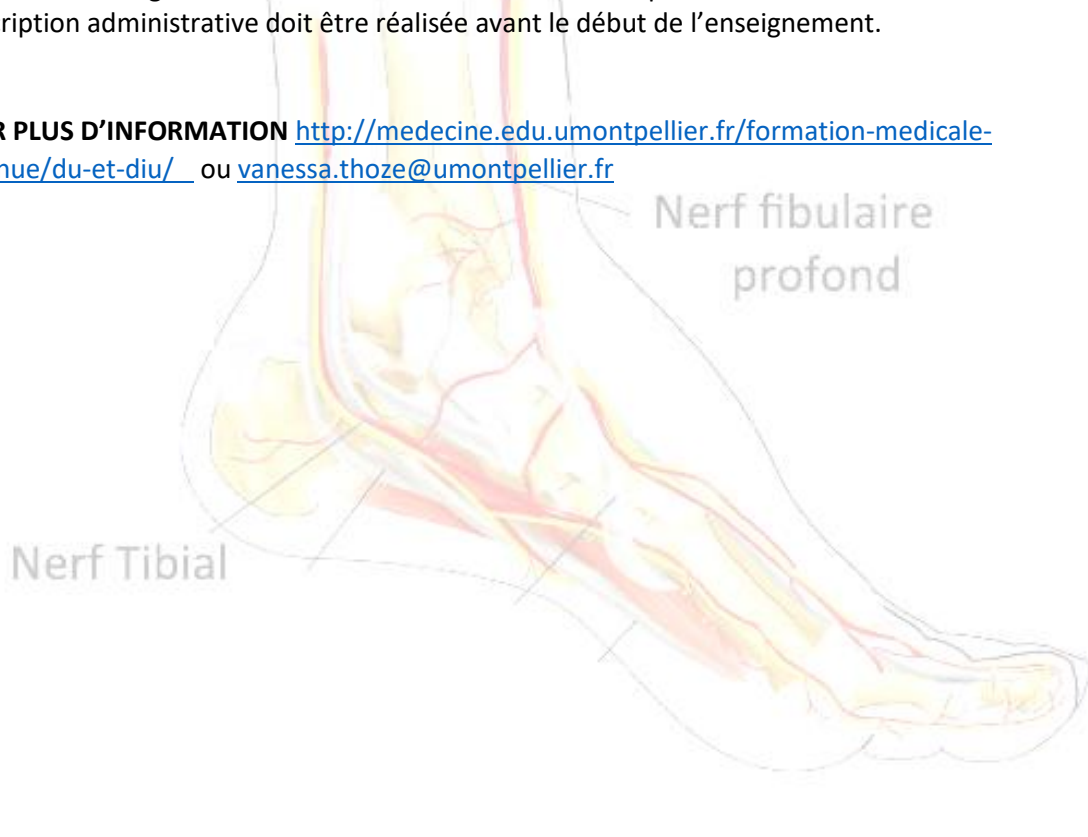 ription administrative doit être réalisée avant le début de l’enseignement.
R PLUS D’INFORMATION http://medecine.edu.umontpellier.fr/formation-medicale-
nue/du-et-diu/ ou vanessa.thoze@umontpellier.fr
Nerf fibulaire
profond
Nerf Tibial